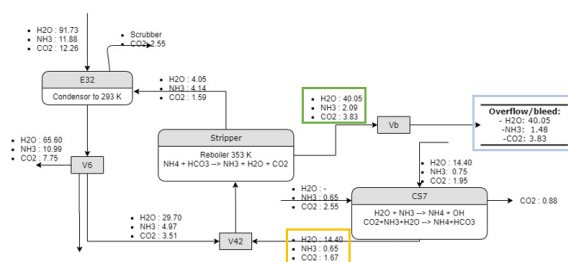 • H2O : 91.73
• NH3 : 11.88
• CO2 : 12.26
• Scrubber
• CO2: 2.55
E32
Condensor to 293 K
• H2O : 4.05
• NH3 : 4.14
• CO2 : 1.59
• H2O: 40.05
• NH3 : 2.09
• CO2 : 3.83
Vb
Overflow/bleed:
- H2O: 40.05
-NH3: 1.48
-CO2: 3.83
Stripper
Reboiler 353 K
NH4 + HCO3 --> NH3 + H2O + CO2
• H2O : 65.60
• NH3 : 10.99
• CO2 : 7.75
V6
• H2O : 14.40
• NH3 : 0.75
• CO2 : 1.95
• H2O : -
• NH3 : 0.65
• CO2 : 2.55
CS7
H2O + NH3 --> NH4 + OH
CO2+NH3+H2O --> NH4+HCO3
CO2 : 0.88
• H2O : 29.70
• NH3 : 4.97
• CO2 : 3.51
V42
• H2O : 14.40
• NH3 : 0.65
• CO2 : 1.67